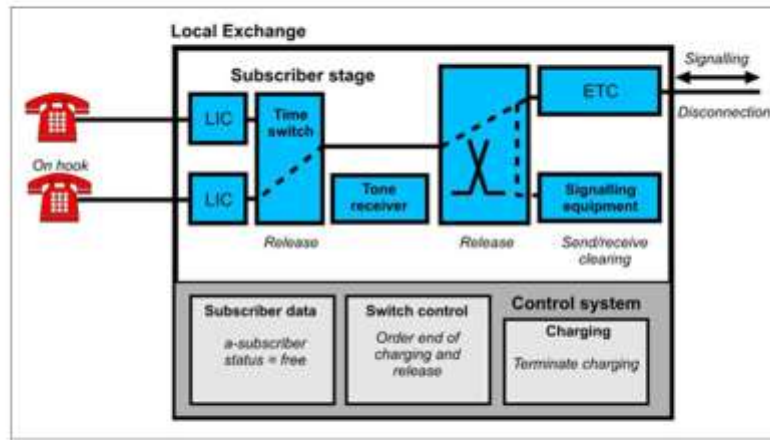 Local Exchange
Subscriber stage
Signalling
LIC
Time
switch
ETC
Disconnection
On hook
LIC
Tone
receiver
Signalling
equipment
Release
Release
Send/receive
clearing
Control system
Subscriber data
a-subscriber
status = free
Switch control
Order end of
charging and
release
Charging
Terminate charging